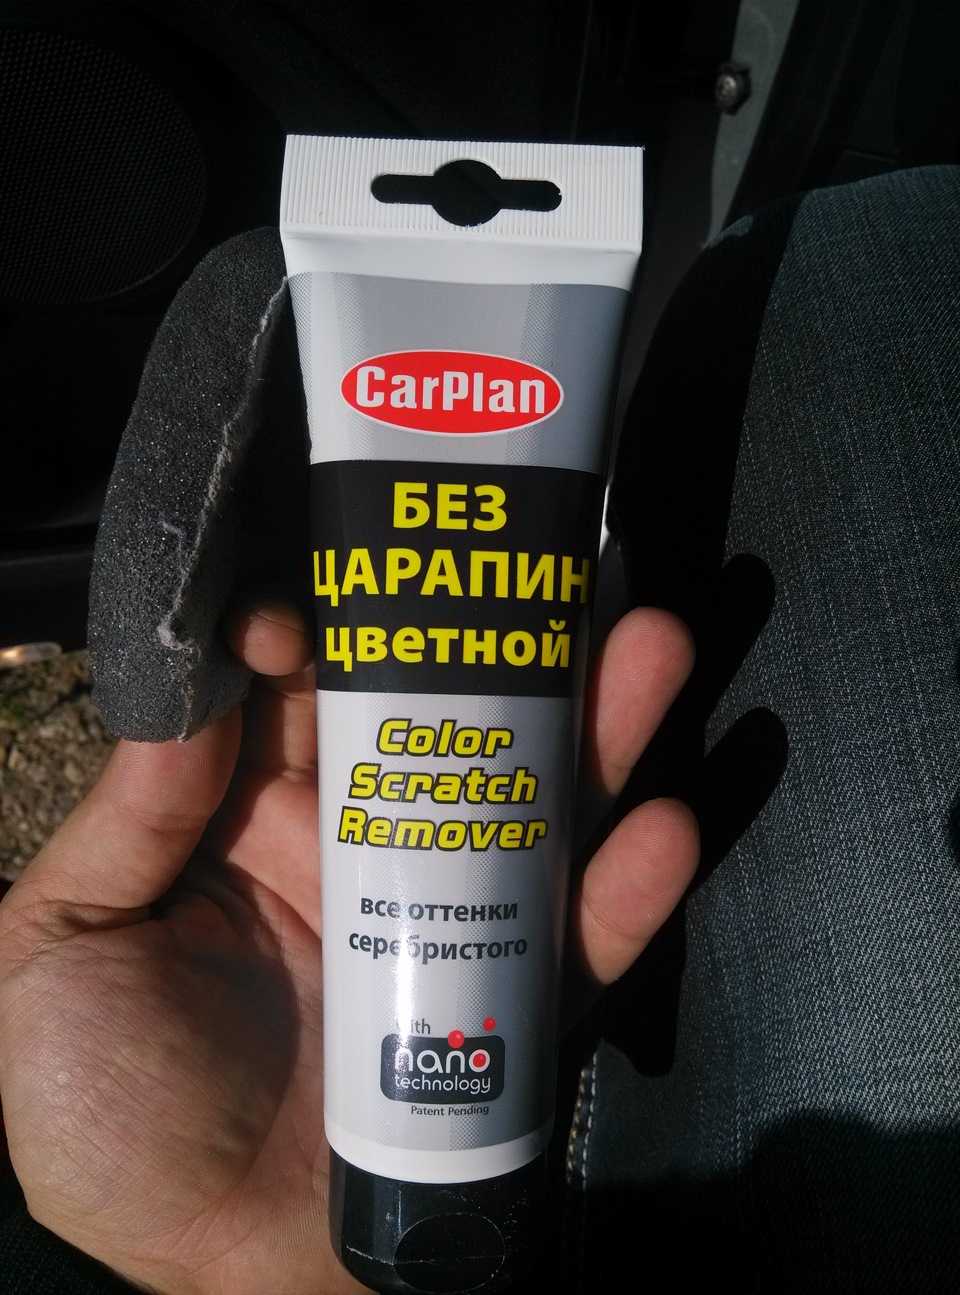 CarPlan
БЕЗ
ЦАРАПИН
цветной
Color
Scratch
Remover
все оттенки
серебристого
with
nano
technology
Patent Pending